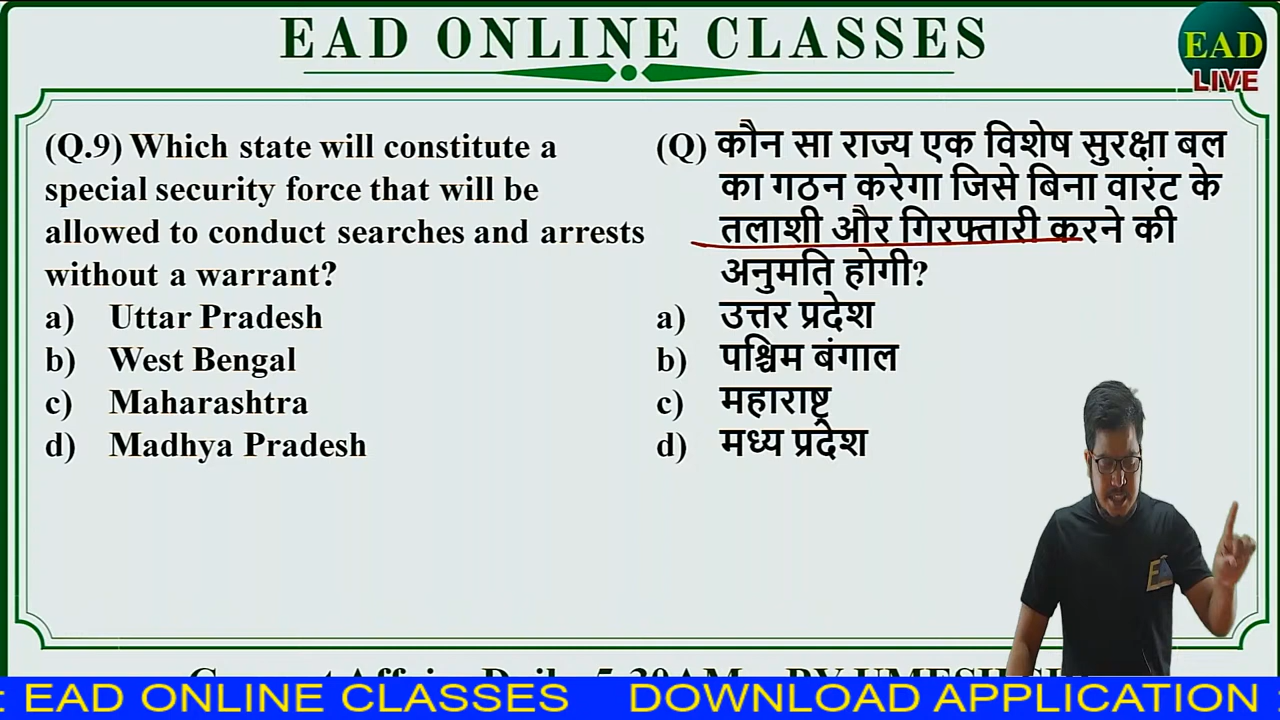 EAD ONLINE CLASSES
EAD
LIVE
(Q.9) Which state will constitute a
special security force that will be
allowed to conduct searches and arrests
without a warrant?
a) Uttar Pradesh
b) West Bengal
c) Maharashtra
d) Madhya Pradesh
(Q) कौन सा राज्य एक विशेष सुरक्षा बल
का गठन करेगा जिसे बिना वारंट के
तलाशी और गिरफ्तारी करने की
अनुमति होगी?
a) उत्तर प्रदेश
b) पश्चिम बंगाल
c) महाराष्ट्र
d) मध्य प्रदेश
: EAD ONLINE CLASSES DOWNLOAD APPLICATION :